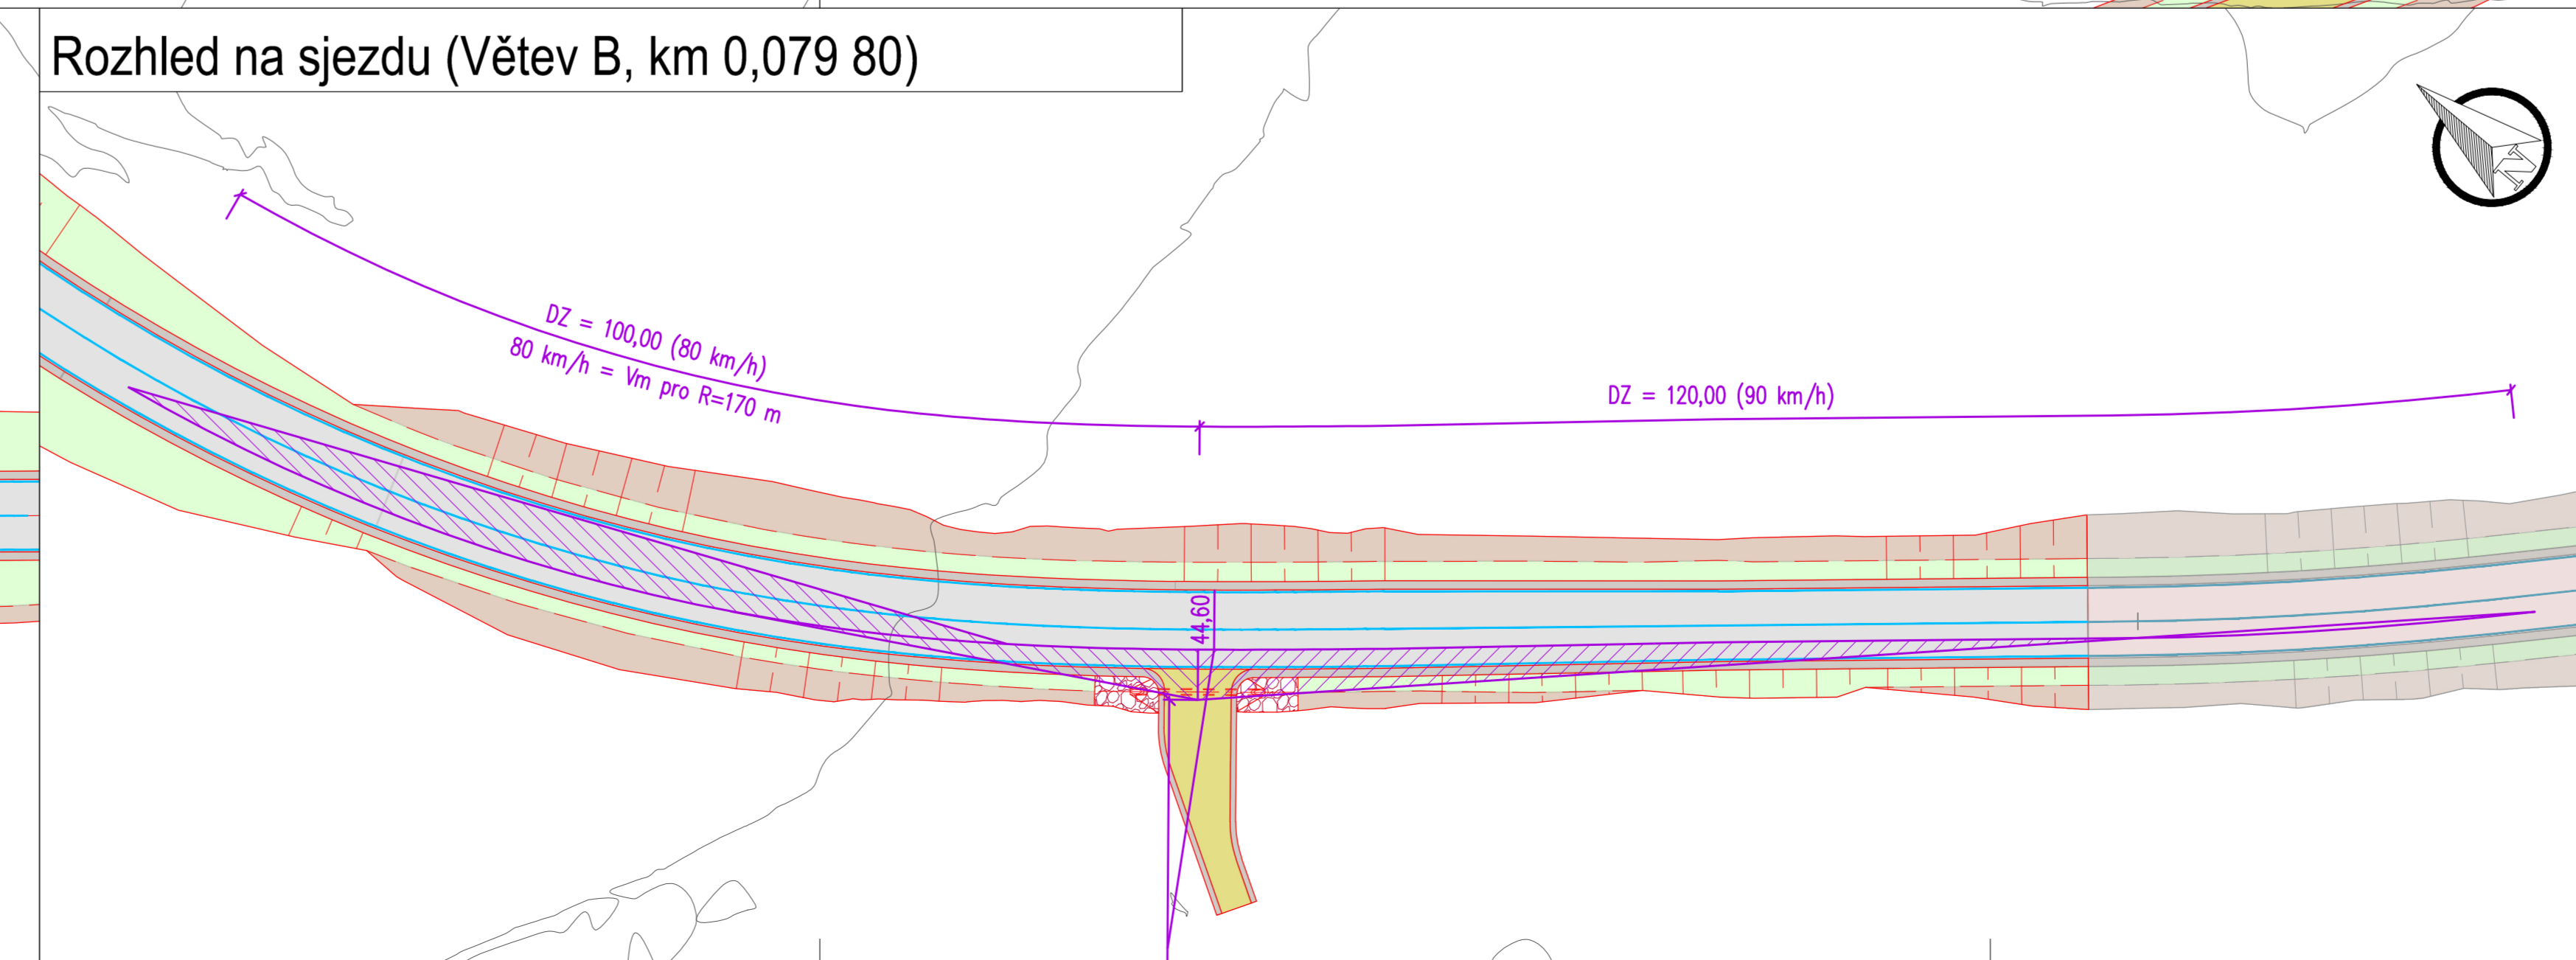 Rozhled na sjezdu (Větev B, km 0,079 80)
N
DZ = 100,00 (80 km/h)
80 km/h = Vm pro R=170 m
DZ = 120,00 (90 km/h)
44,60